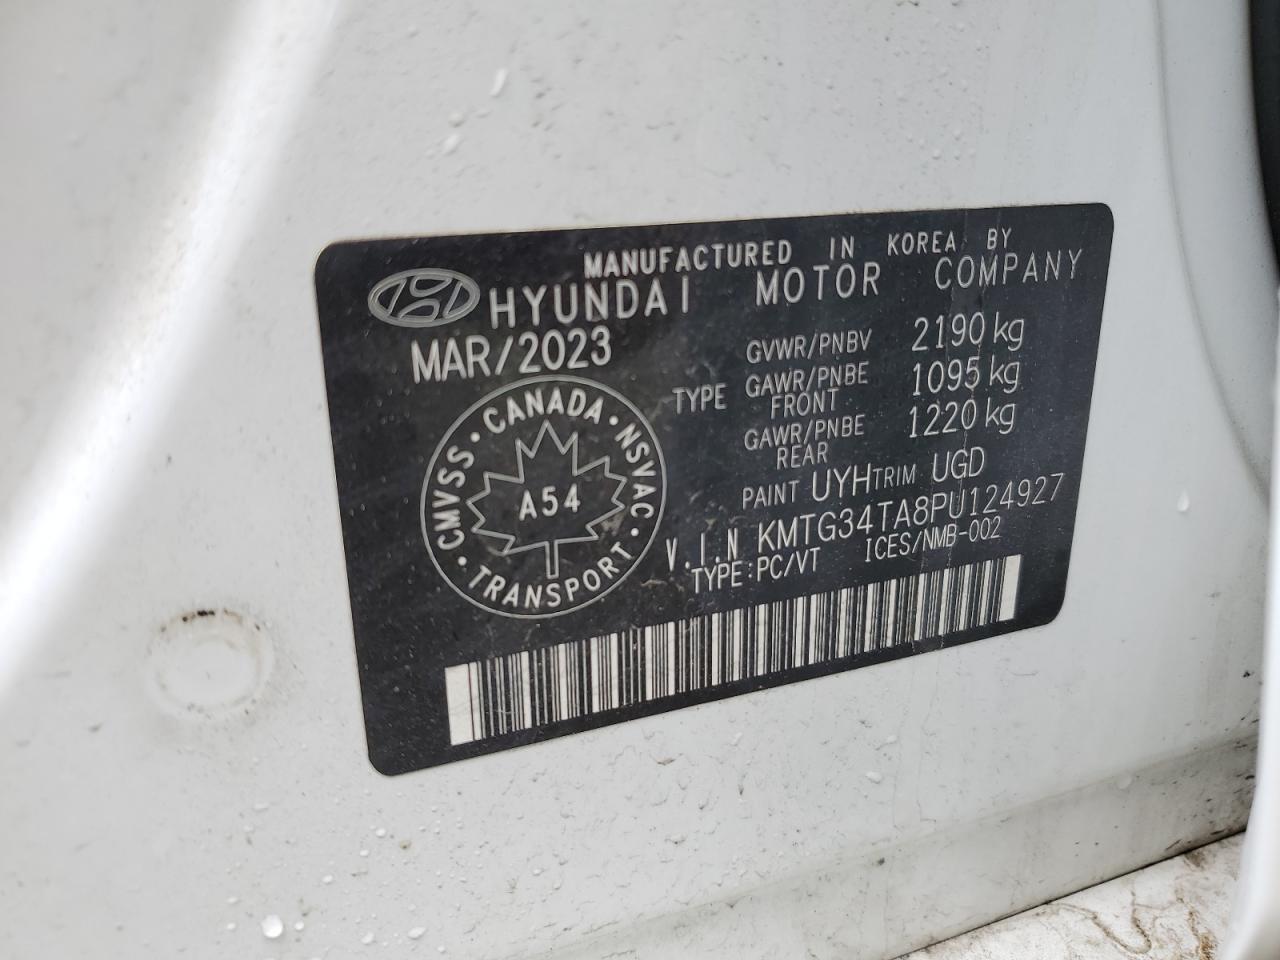 MANUFACTURED IN KOREA BY
HYUNDAI MOTOR COMPANY
MAR/2023
GVWR/PNBV 2190 kg
TYPE GAWR/PNBE FRONT 1095 kg
GAWR/PNBE REAR 1220 kg
PAINT UYH TRIM UGD
V.I.N KMTG34TA8PU124927
TYPE:PC/VT ICES/NMB-002
CANADA · NSVAC · TRANSPORT · CMVSS ·
A54